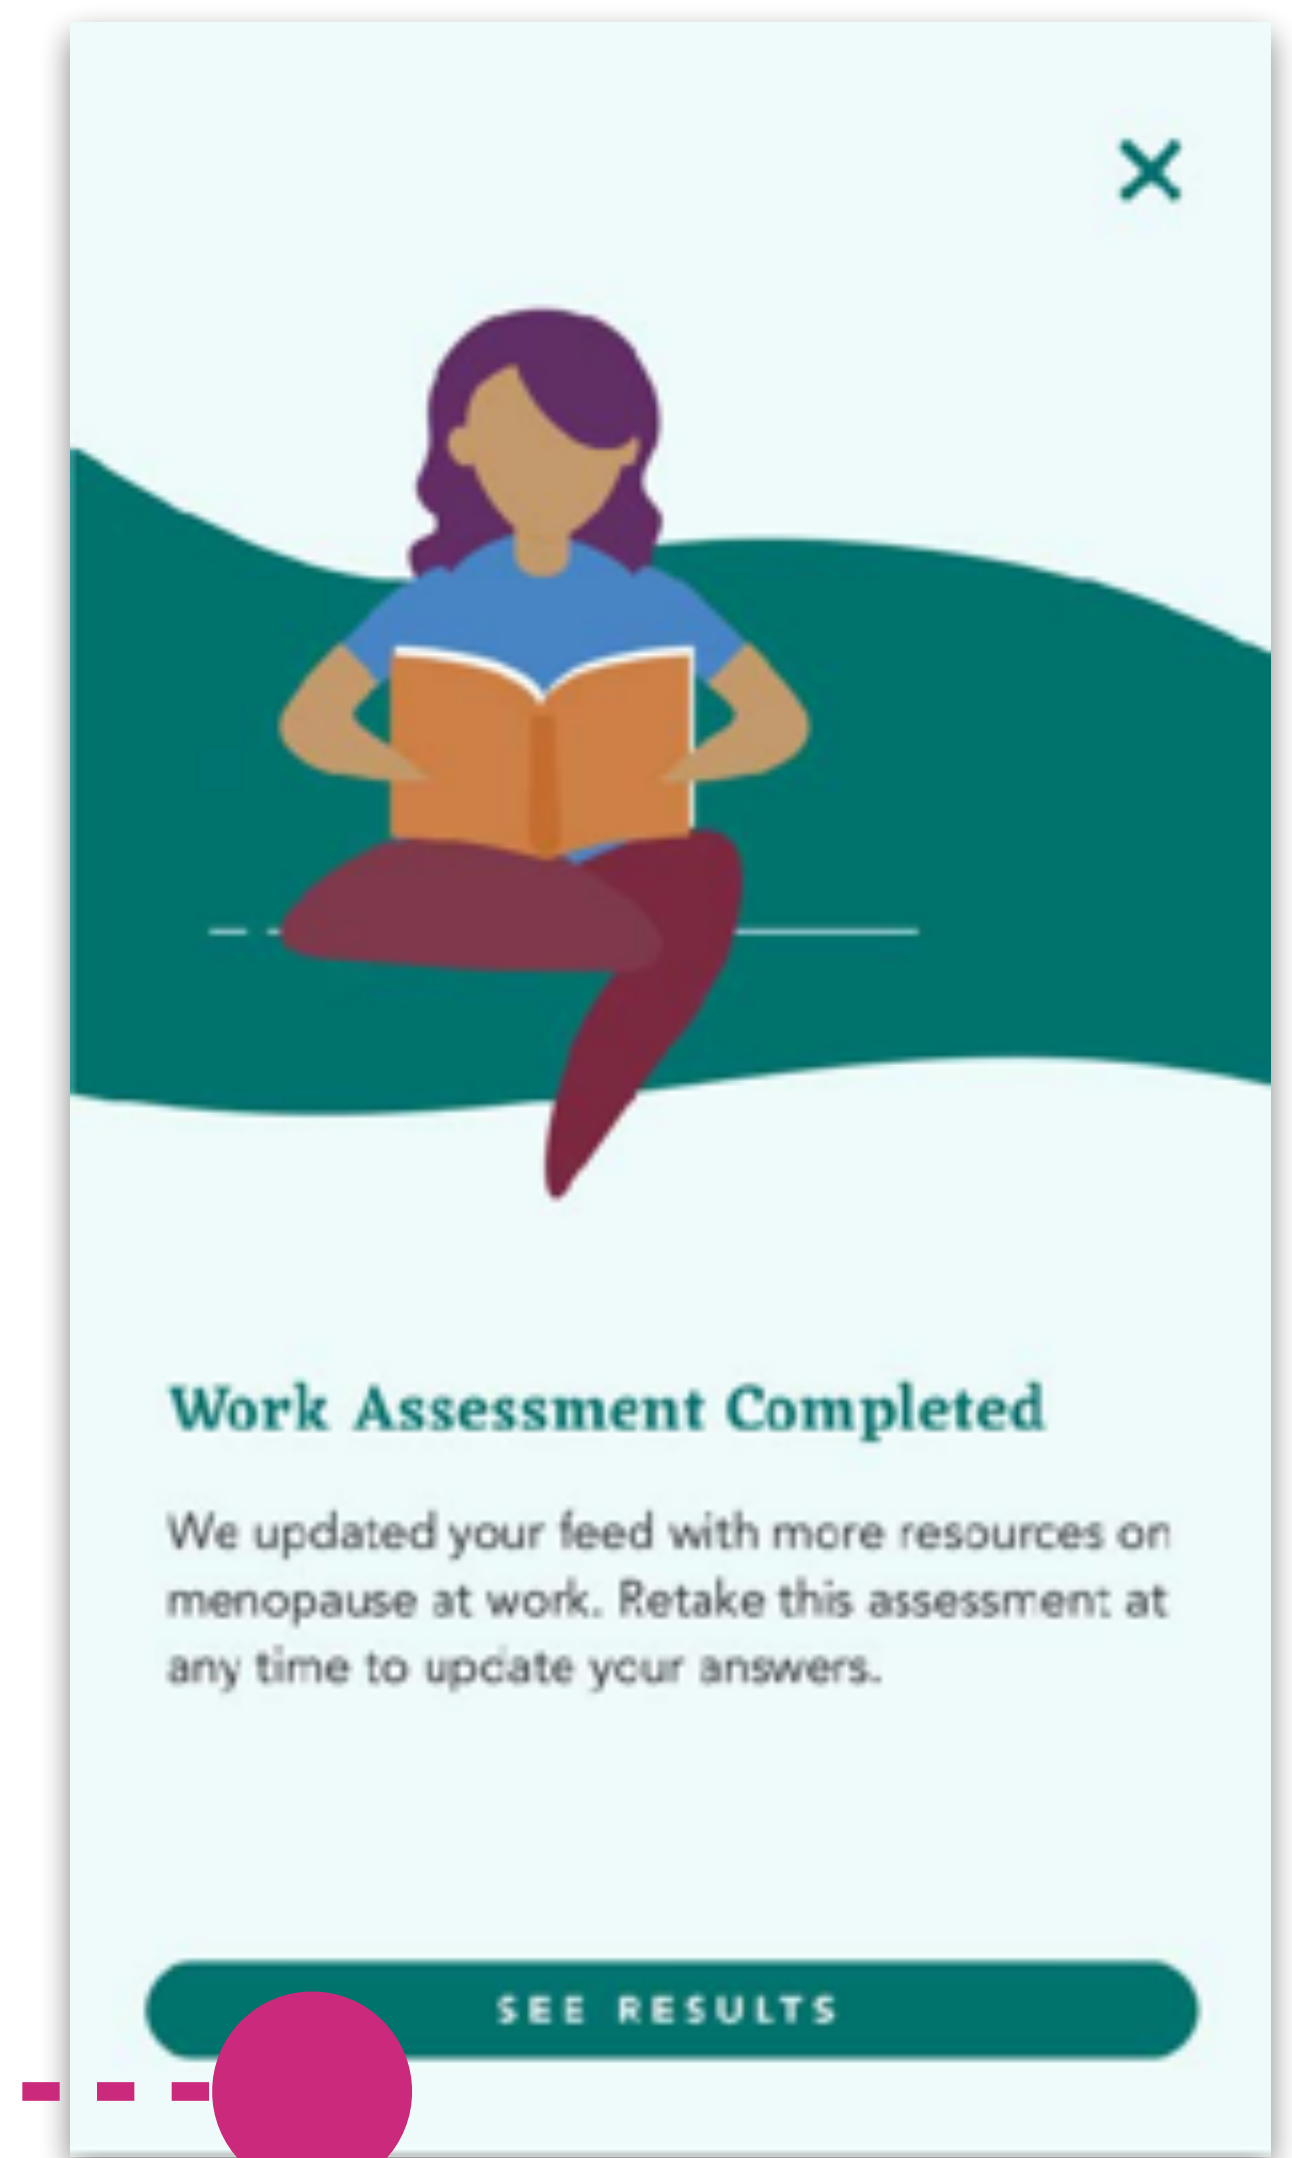 Work Assessment Completed
We updated your feed with more resources on
menopause at work. Retake this assessment at
any time to update your answers.
SEE RESULTS